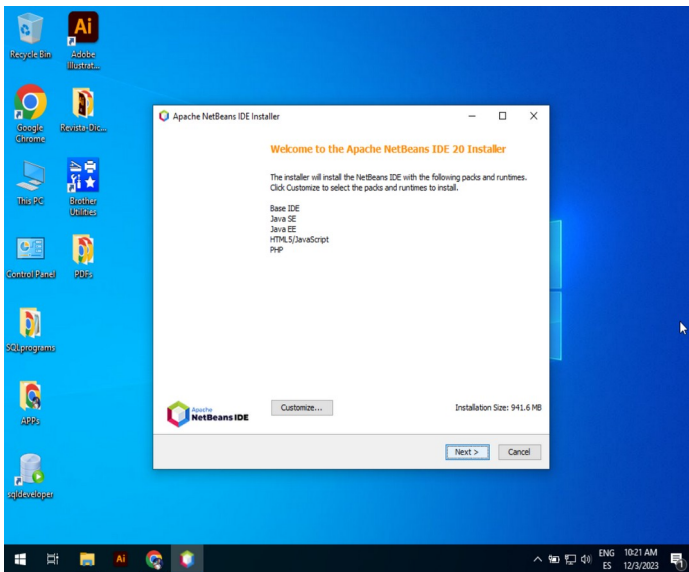 Recycle Bin
Adobe
Illustrat...
Google
Chrome
Revista-Dic...
This PC
Brother
Utilities
Control Panel
PDFs
SQLprograms
APPs
sqldeveloper
Ai
Apache NetBeans IDE Installer
Welcome to the Apache NetBeans IDE 20 Installer
The installer will install the NetBeans IDE with the following packs and runtimes.
Click Customize to select the packs and runtimes to install.
Base IDE
Java SE
Java EE
HTML5/JavaScript
PHP
Apache
NetBeans IDE
Customize...
Installation Size: 941.6 MB
Next >
Cancel
Ai
ENG
ES
10:21 AM
12/3/2023
1